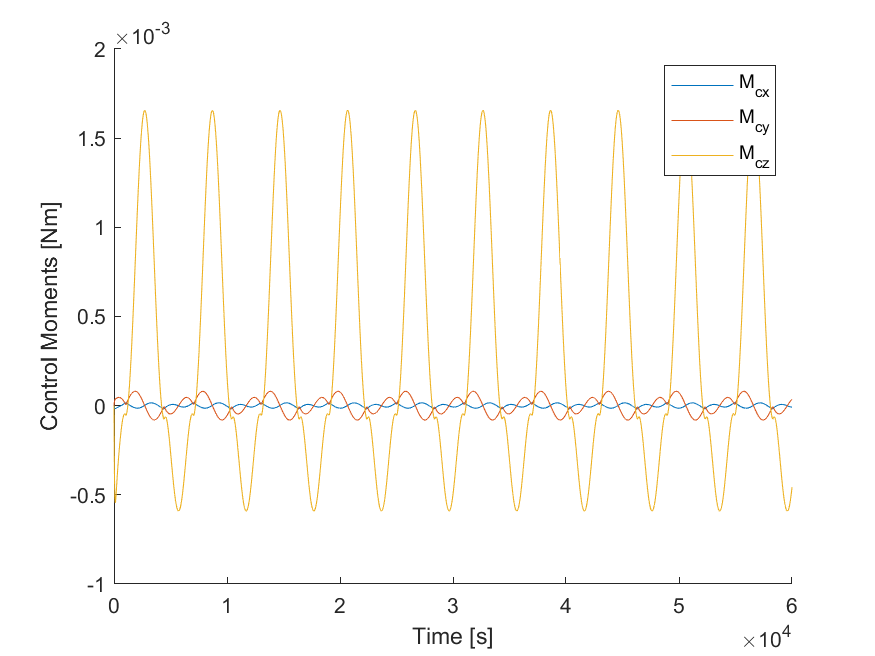 ×10⁻³
2
1.5
1
0.5
0
-0.5
-1
Control Moments [Nm]
M_cx
M_cy
M_cz
0 1 2 3 4 5 6
Time [s]
×10⁴